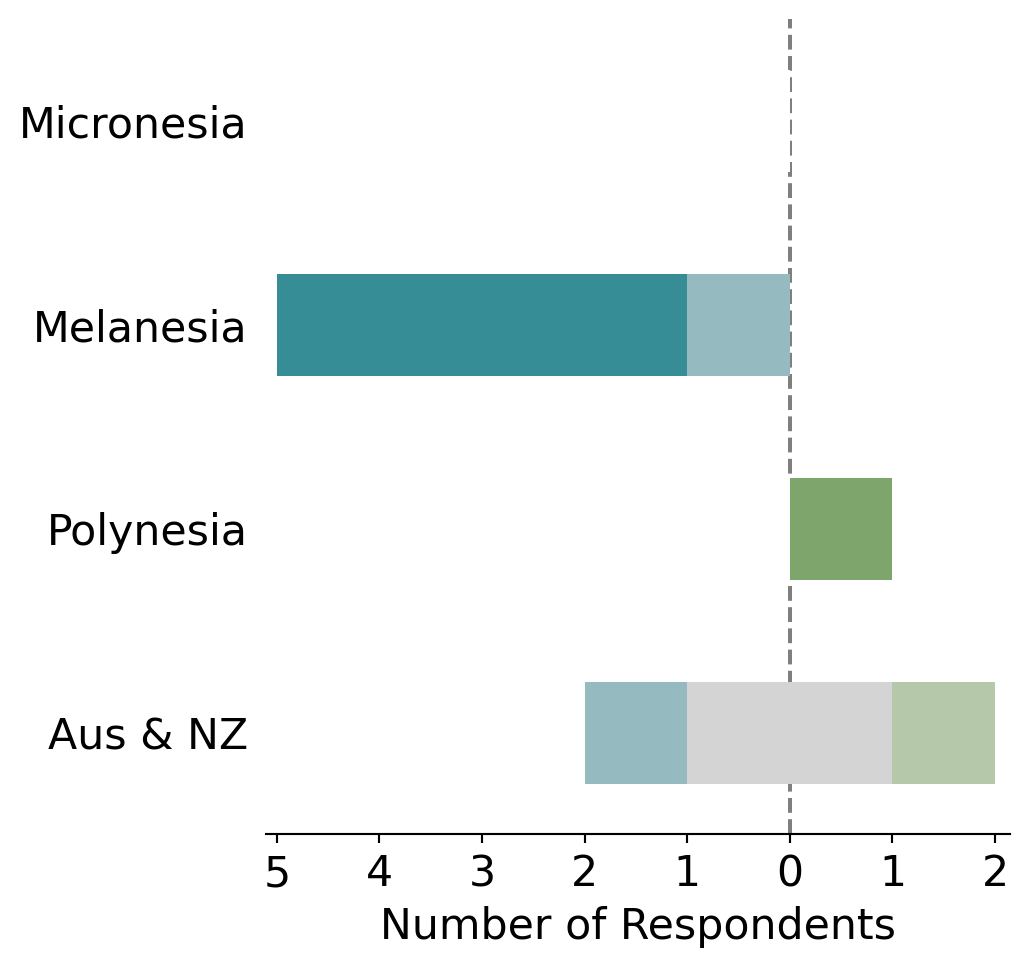 Micronesia
Melanesia
Polynesia
Aus & NZ
5 4 3 2 1 0 1 2
Number of Respondents